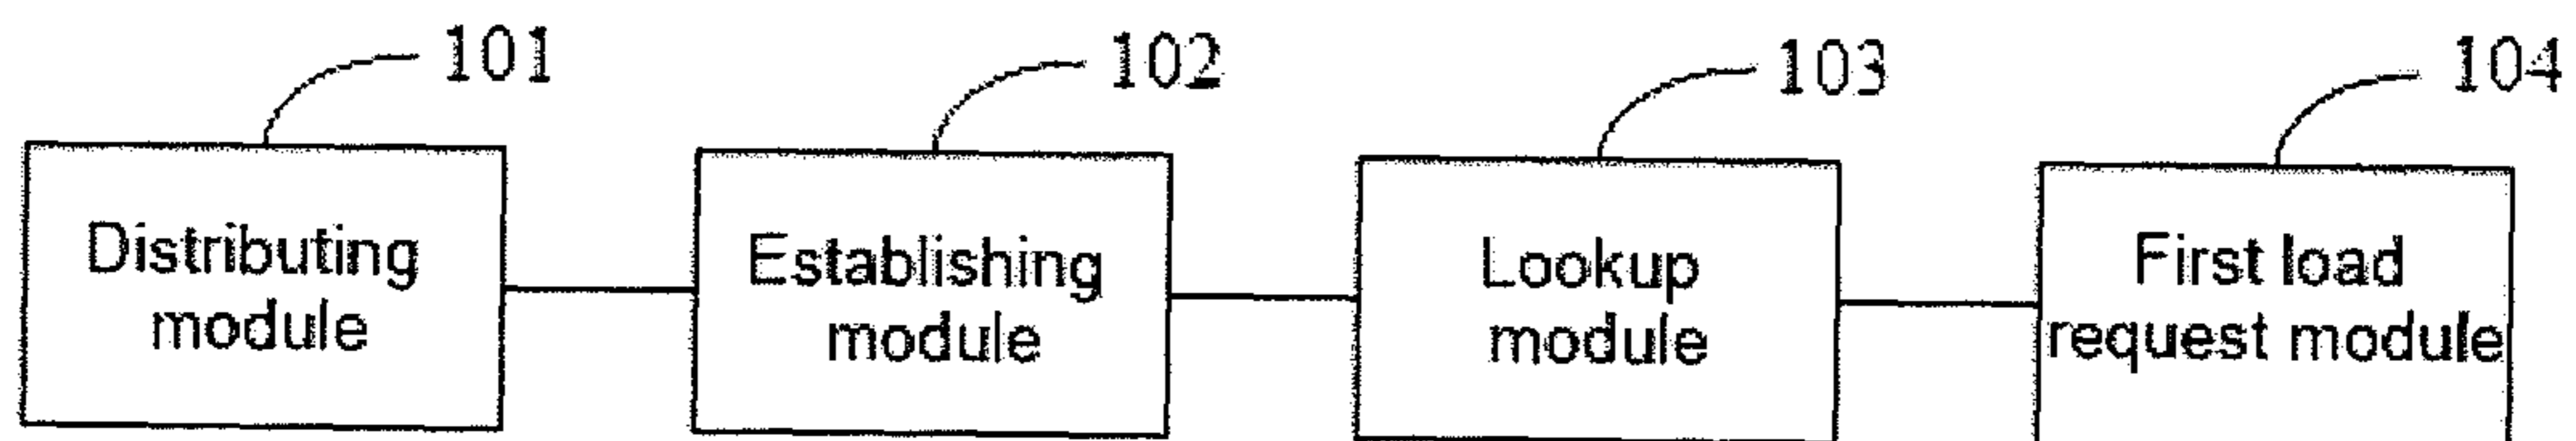 101
102
103
104
Distributing
module
Establishing
module
Lookup
module
First load
request module